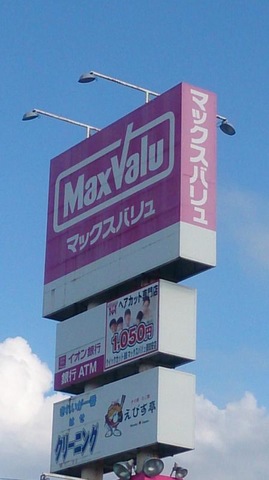 MaxValu
マックスバリュ
マックスバリュ
イオン銀行
銀行ATM
ヘアカット専門店
1,050円
クリーニング
えびす亭